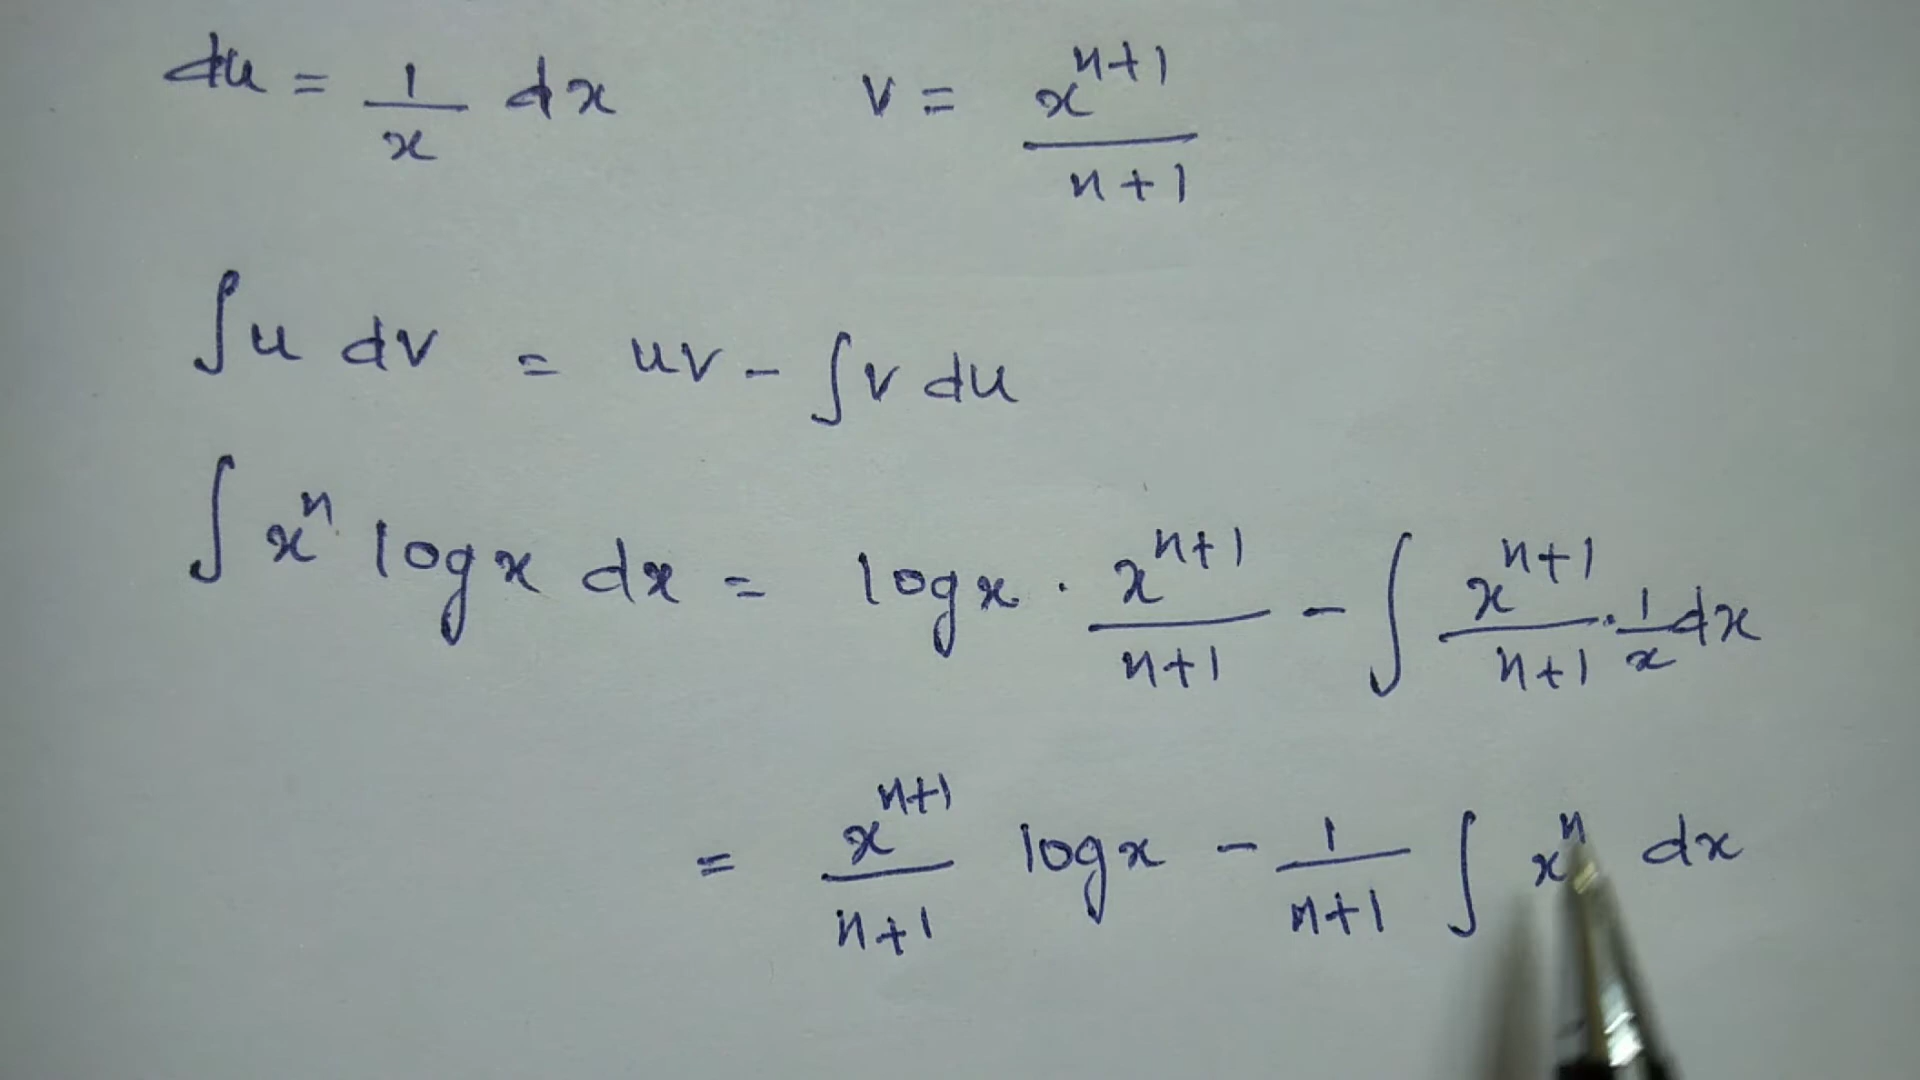 du = 1/x dx    v = x^(n+1)/(n+1)
∫u dv = uv - ∫v du
∫ x^n log x dx = log x · x^(n+1)/(n+1) - ∫ x^(n+1)/(n+1) · 1/x dx
= x^(n+1)/(n+1) log x - 1/(n+1) ∫ x^n dx